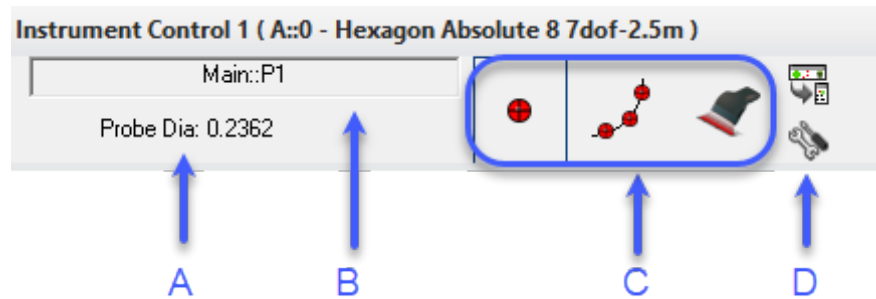 Instrument Control 1 ( A::0 - Hexagon Absolute 8 7dof-2.5m )
Main::P1
Probe Dia: 0.2362
A B C D